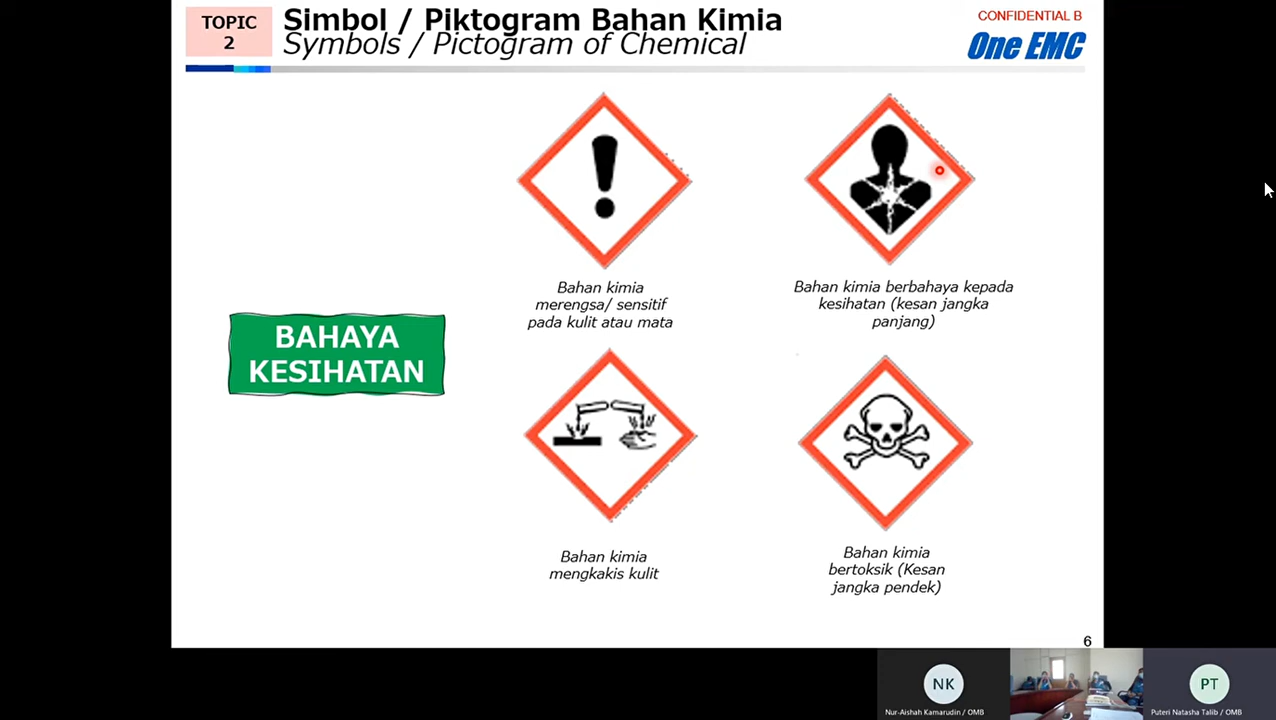 TOPIC
2
Simbol / Piktogram Bahan Kimia
Symbols / Pictogram of Chemical
CONFIDENTIAL B
One EMC
Bahan kimia
merengsa/ sensitif
pada kulit atau mata
Bahan kimia berbahaya kepada
kesihatan (kesan jangka
panjang)
BAHAYA
KESIHATAN
Bahan kimia
mengkakis kulit
Bahan kimia
bertoksik (Kesan
jangka pendek)
6
NK
Nur-Aishah Kamarudin / OMB
PT
Puteri Natasha Talib / OMB